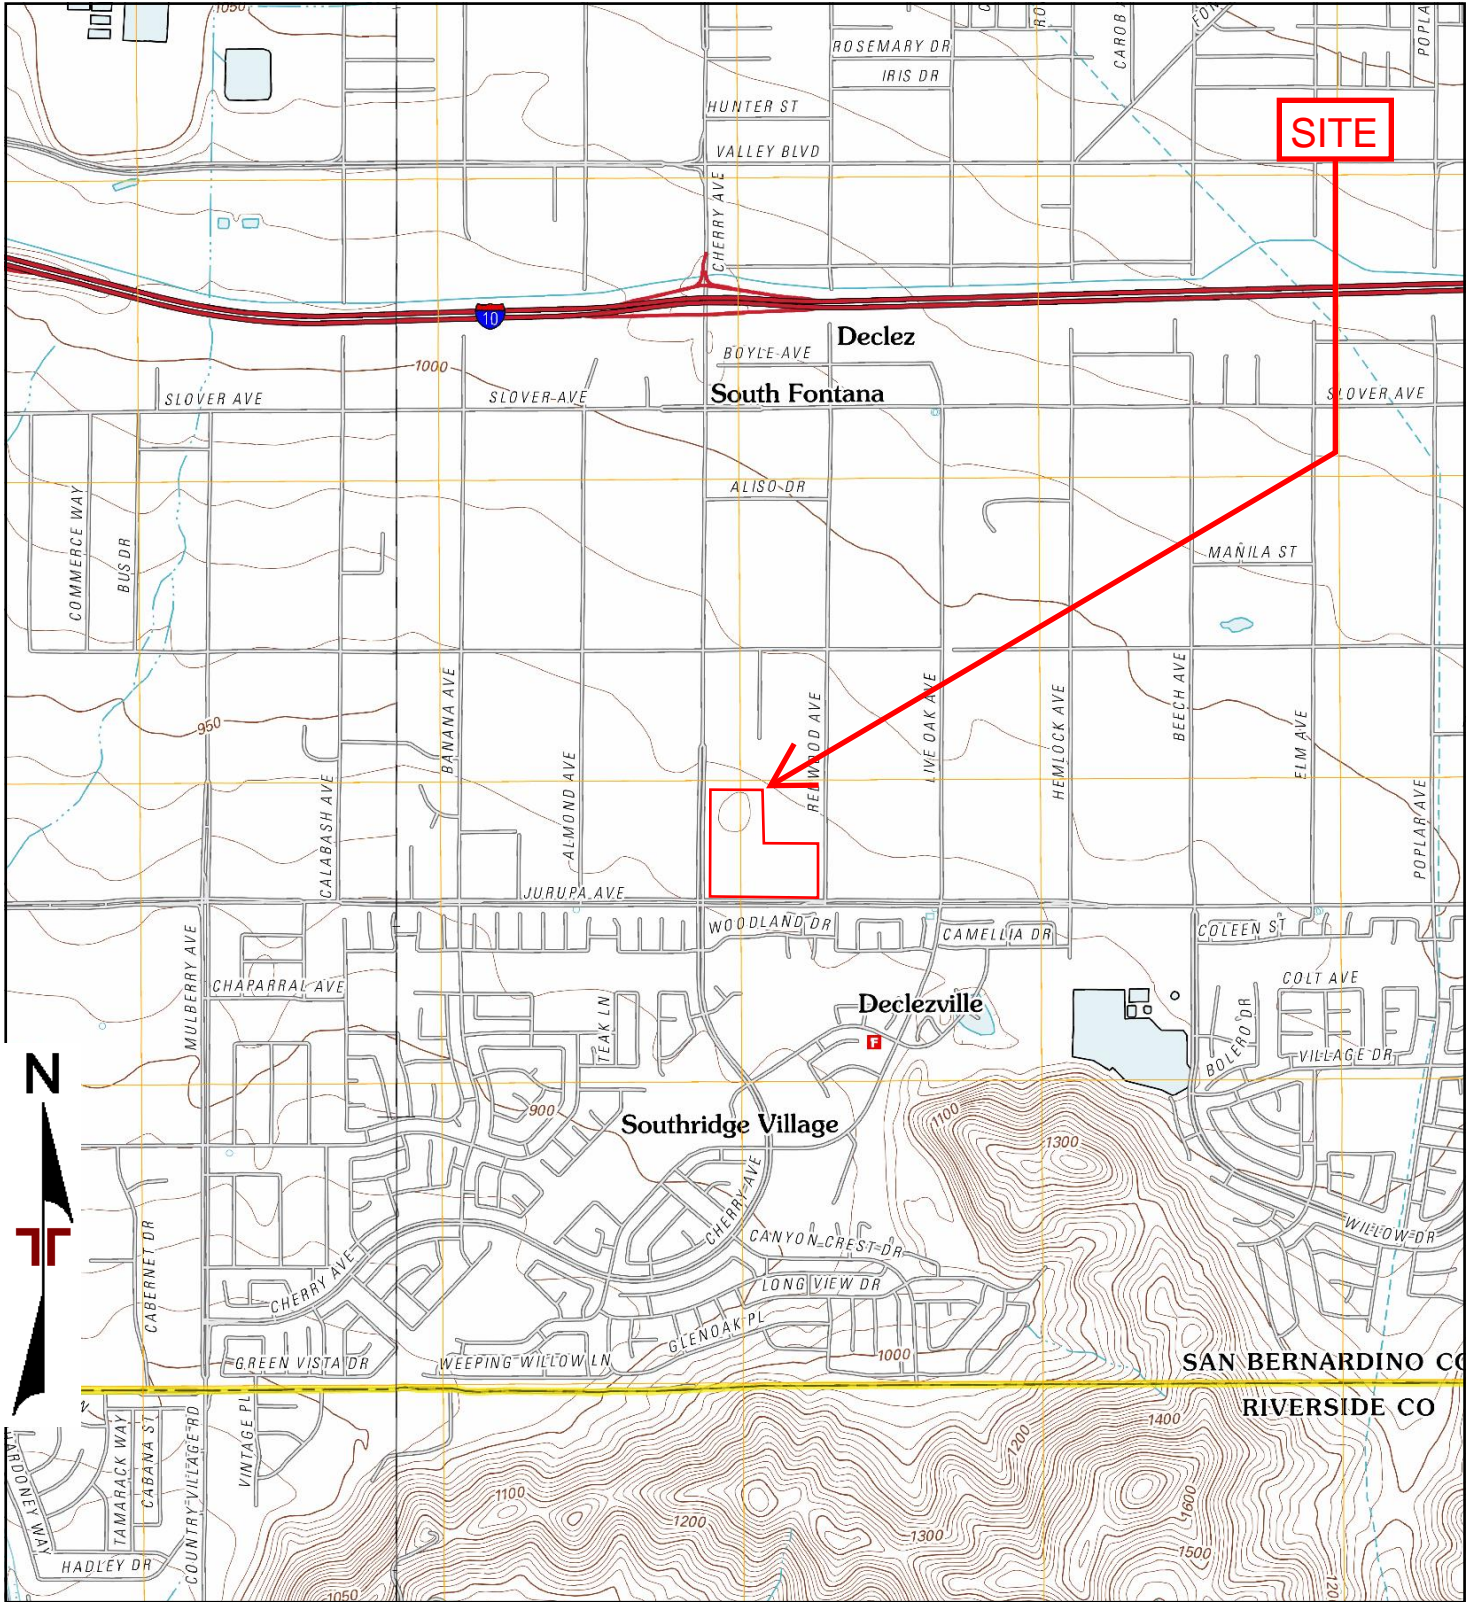 1050
ROSEMARY DR
CAROB
POPLA
IRIS DR
HUNTER ST
SITE
VALLEY BLVD
CHERRY AVE
10
Declez
BOYLE AVE
1000
SLOVER AVE
SLOVER AVE
South Fontana
SLOVER AVE
ALISO DR
COMMERCE WAY
BUS DR
MANILA ST
BANANA AVE
REDWOOD AVE
LIVE OAK AVE
HEMLOCK AVE
BEECH AVE
ELM AVE
950
CALABASH AVE
ALMOND AVE
POPLAR AVE
JURUPA AVE
WOODLAND DR
CAMELLIA DR
COLEEN ST
MULBERRY AVE
CHAPARRAL AVE
COLT AVE
TEAK LN
Declezville
F
BOLERO DR
VILLAGE DR
N
900
Southridge Village
1100
1300
CHERRY AVE
CABERNET DR
CANYON CREST DR
WILLOW DR
CHERRY AVE
LONG VIEW DR
GLENOAK PL
GREEN VISTA DR
WEEPING WILLOW LN
1000
SAN BERNARDINO CO
RIVERSIDE CO
1400
VINTAGE PL
TAMARACK WAY
CABANA ST
COUNTRY VILLAGE RD
1200
1100
1200
1300
1600
1500
HADLEY DR
1050